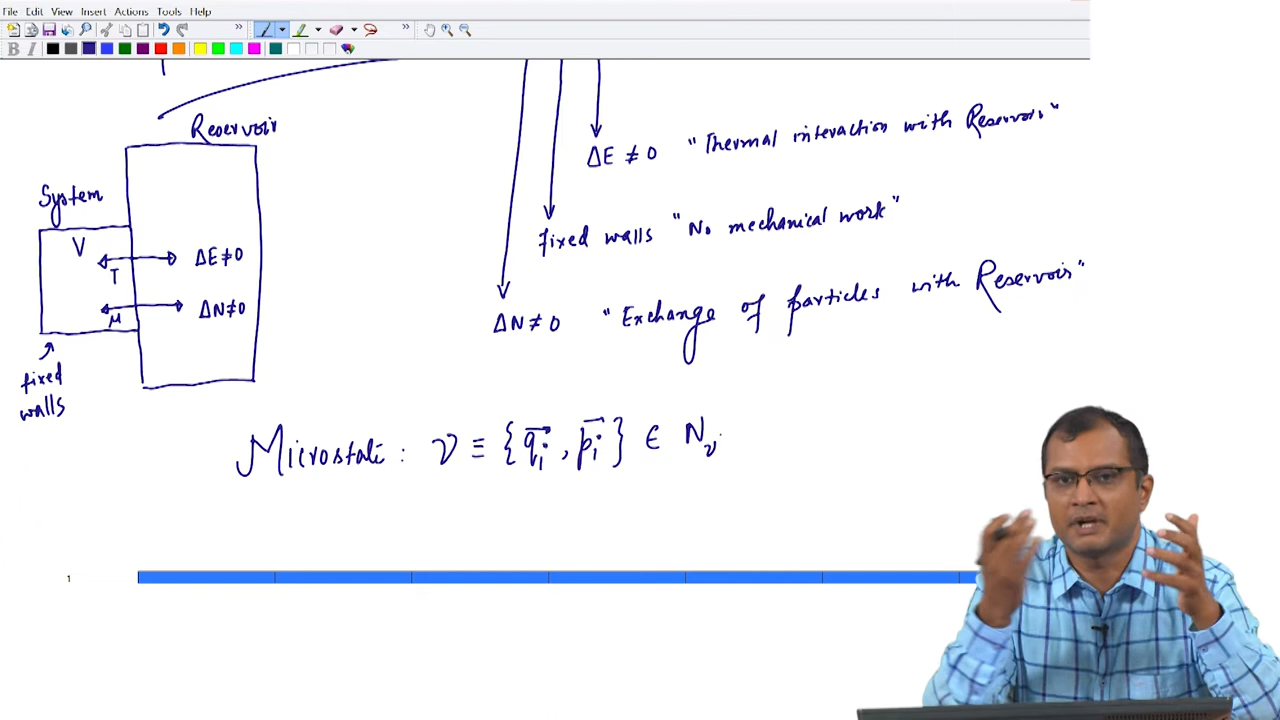 File Edit View Insert Actions Tools Help
Reservoir
ΔE ≠ 0 "Thermal interaction with Reservoir"
System
V
fixed walls "No mechanical work"
T ΔE≠0
μ ΔN≠0
ΔN ≠ 0 "Exchange of particles with Reservoir"
fixed
walls
Microstate : ν ≡ {q⃗i , p⃗i} ∈ Nν
1